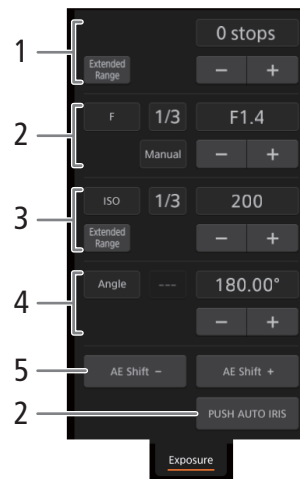 1
0 stops
Extended
Range
− +
2
F 1/3 F1.4
Manual − +
3
ISO 1/3 200
Extended
Range
− +
4
Angle --- 180.00°
− +
5
AE Shift − AE Shift +
2
PUSH AUTO IRIS
Exposure